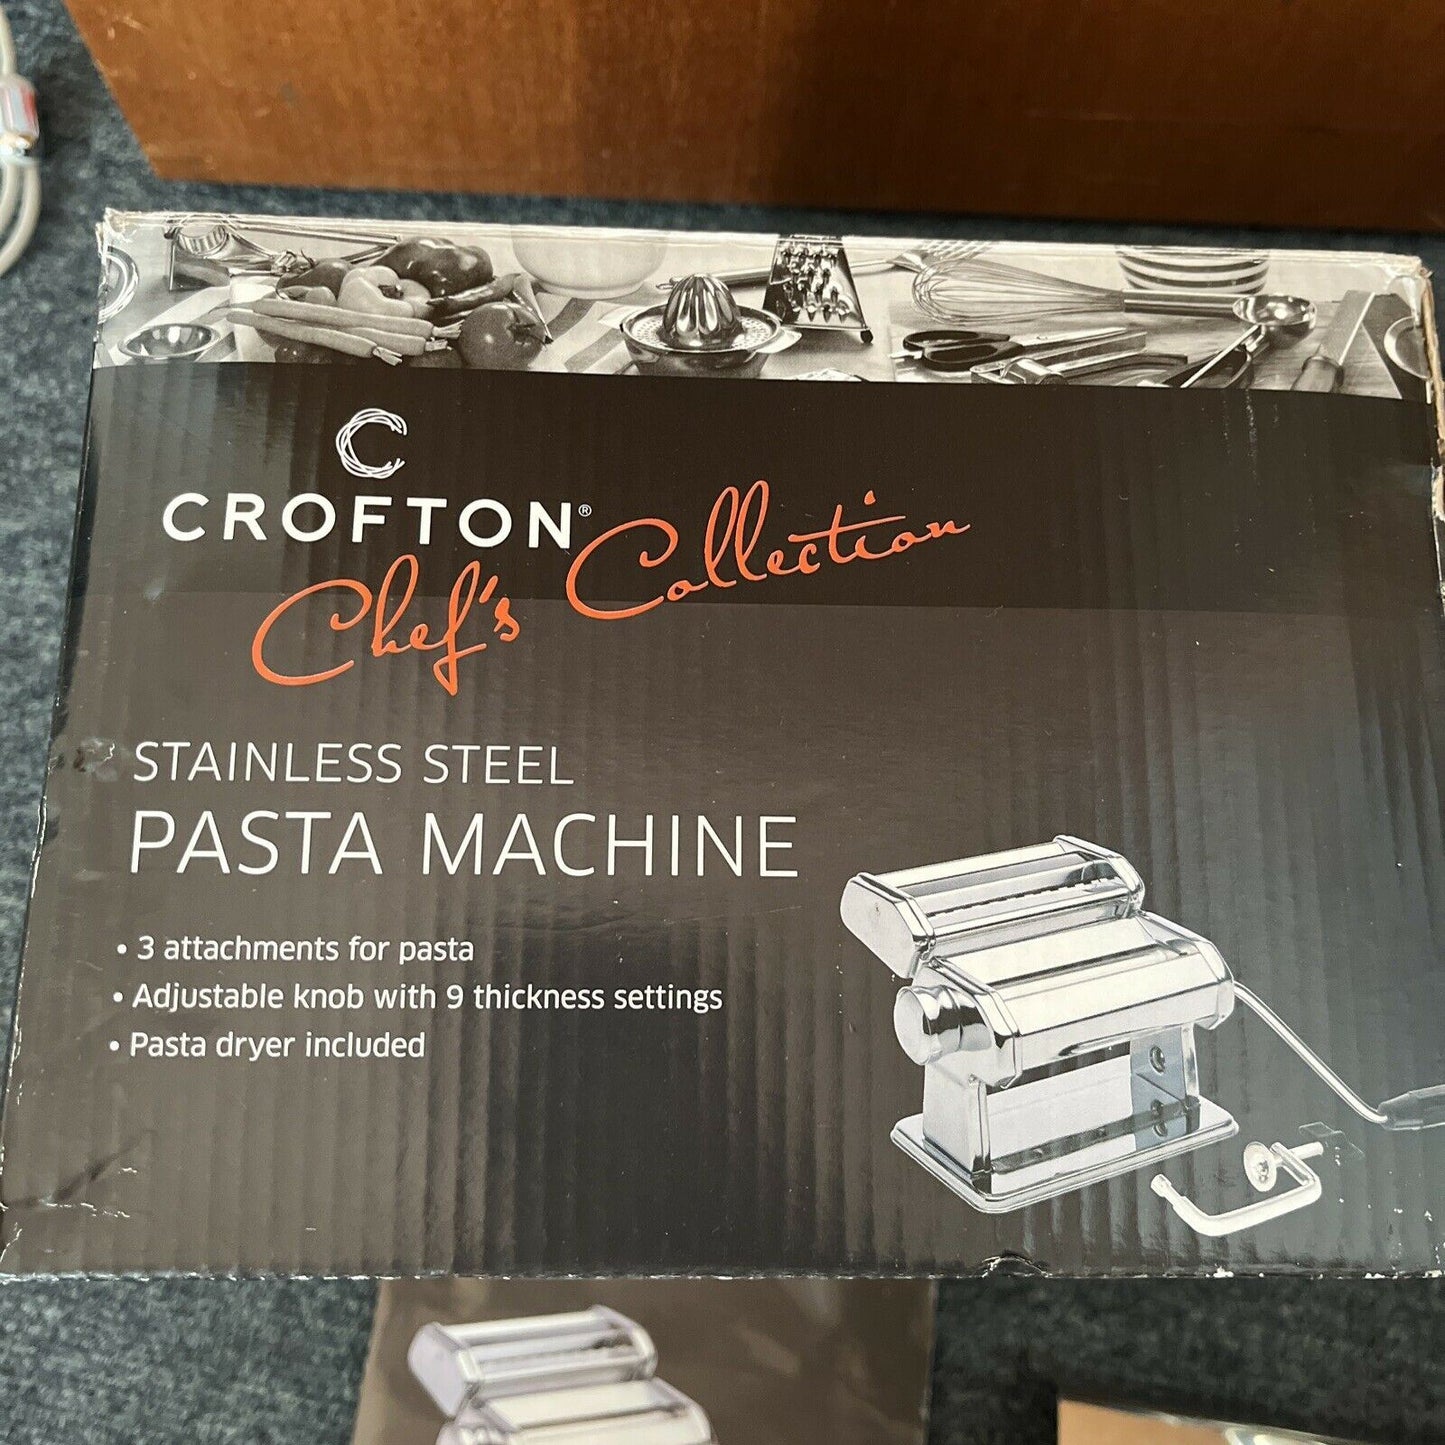 CROFTON®
Chef's Collection
STAINLESS STEEL
PASTA MACHINE
• 3 attachments for pasta
• Adjustable knob with 9 thickness settings
• Pasta dryer included